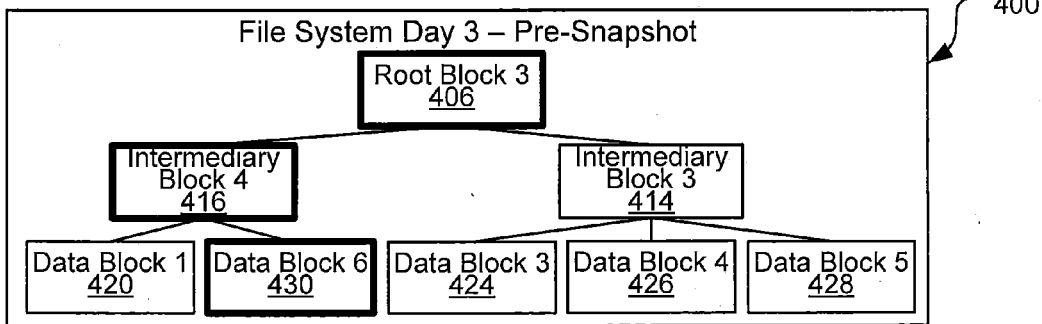 400
File System Day 3 – Pre-Snapshot
Root Block 3
406
Intermediary
Block 4
416
Intermediary
Block 3
414
Data Block 1
420
Data Block 6
430
Data Block 3
424
Data Block 4
426
Data Block 5
428